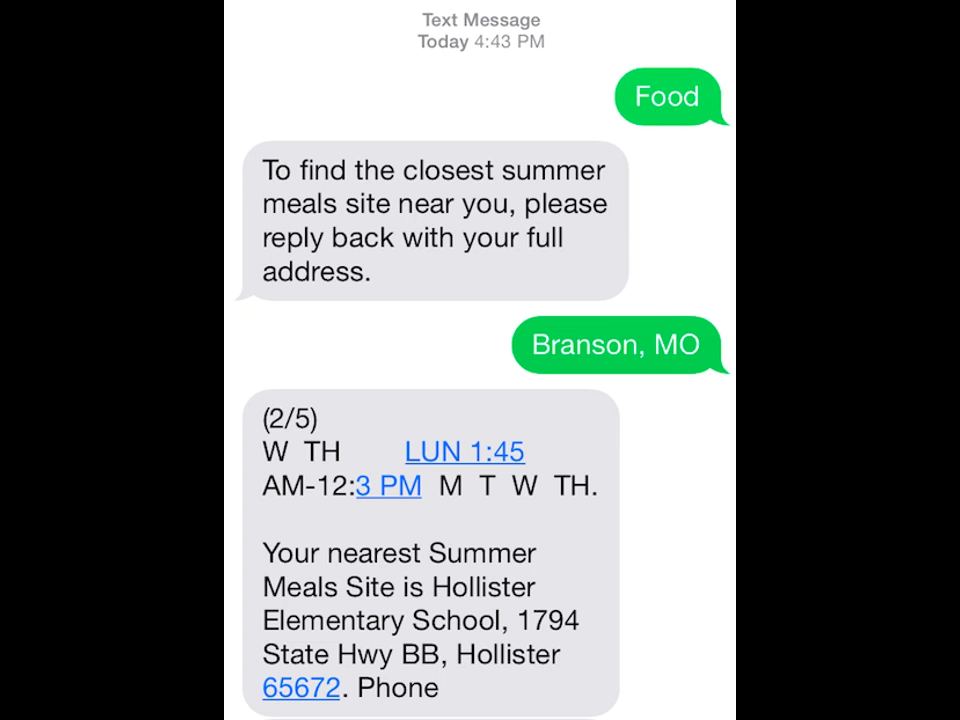 Text Message
Today 4:43 PM
Food
To find the closest summer
meals site near you, please
reply back with your full
address.
Branson, MO
(2/5)
W TH LUN 1:45
AM-12:3 PM M T W TH.
Your nearest Summer
Meals Site is Hollister
Elementary School, 1794
State Hwy BB, Hollister
65672. Phone